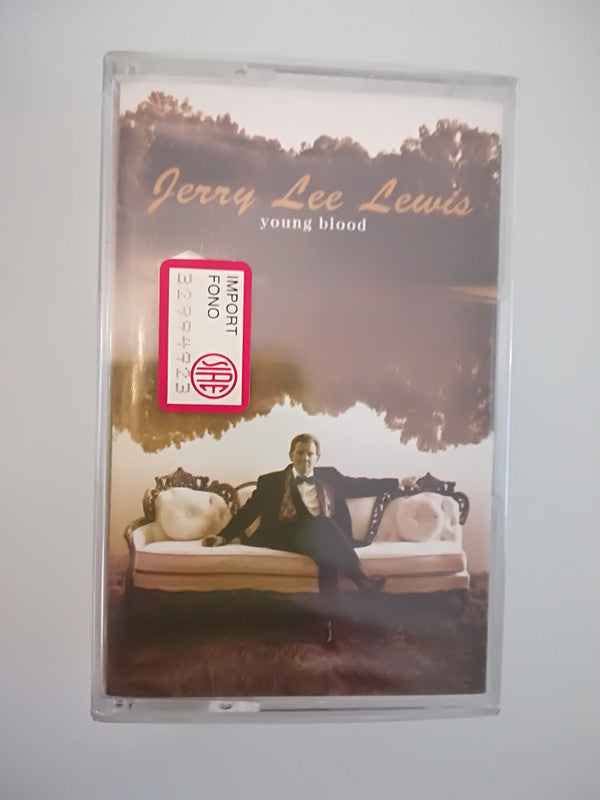 Jerry Lee Lewis
young blood
IMPORT
FONO
SIAE